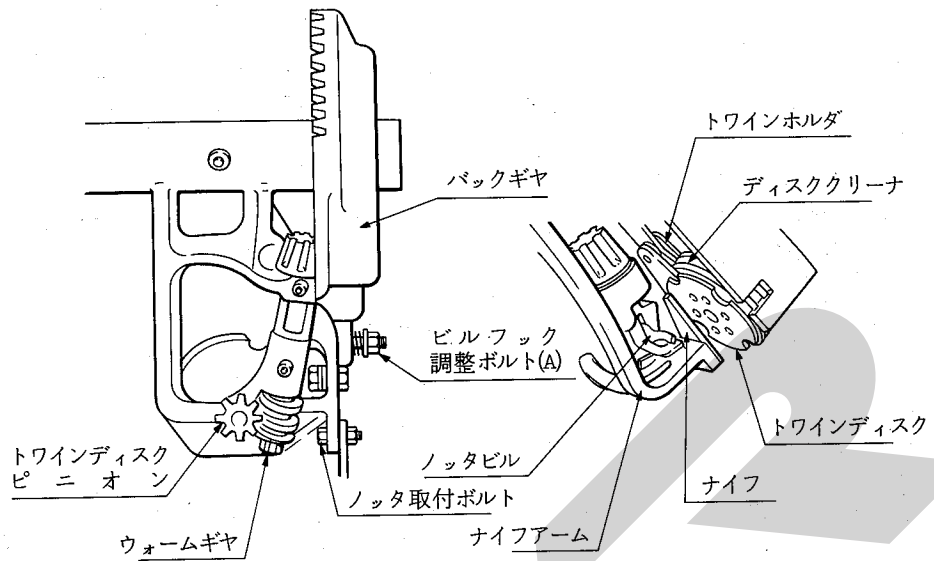 トワインホルダ
ディスククリーナ
バックギヤ
ビルフック
調整ボルト(A)
トワインディスク
ピニオン
ノッタビル
トワインディスク
ナイフ
ノッタ取付ボルト
ナイフアーム
ウォームギヤ